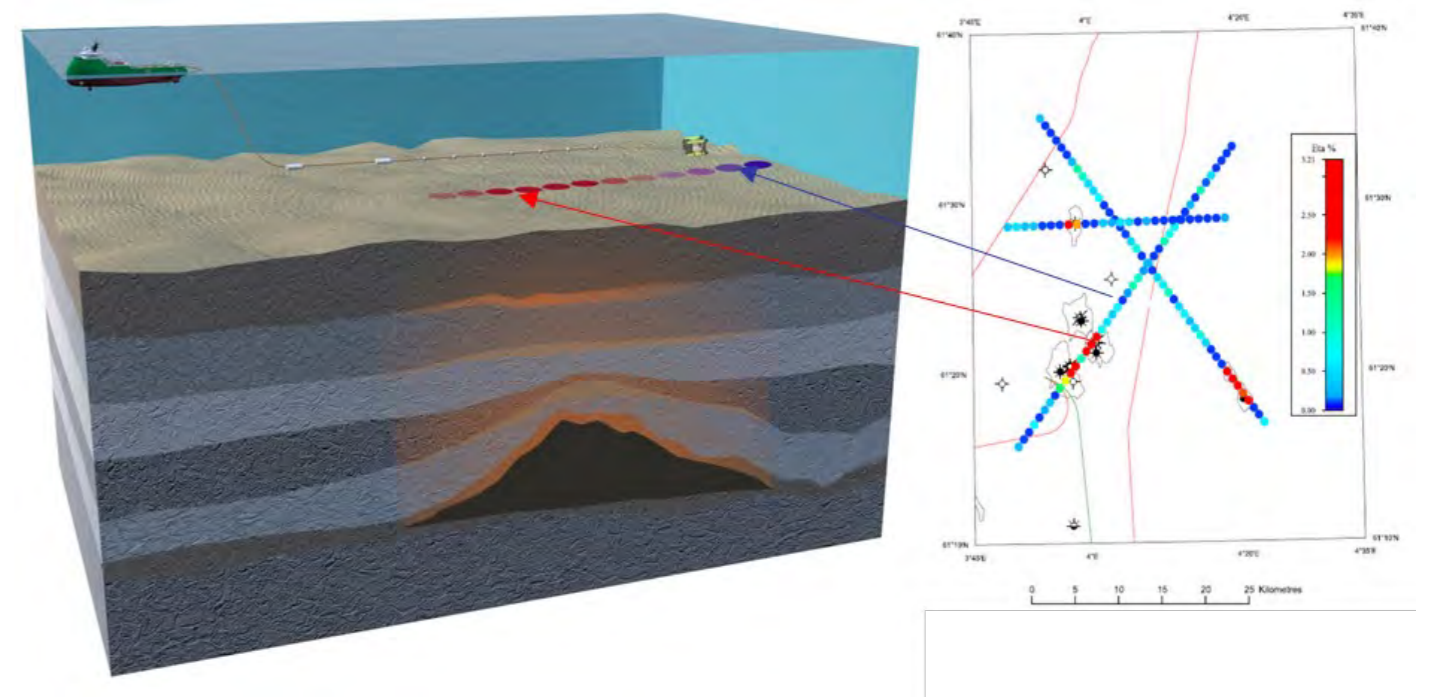 3°45'E 4°E 4°20'E 4°35'E
61°40'N 61°40'N
Eta %
3.21
61°30'N 61°30'N
2.50
2.00
1.50
1.00
61°20'N 61°20'N
0.50
0.00
61°10'N 61°10'N
3°45'E 4°E 4°20'E 4°35'E
0 5 10 15 20 25 Kilometres